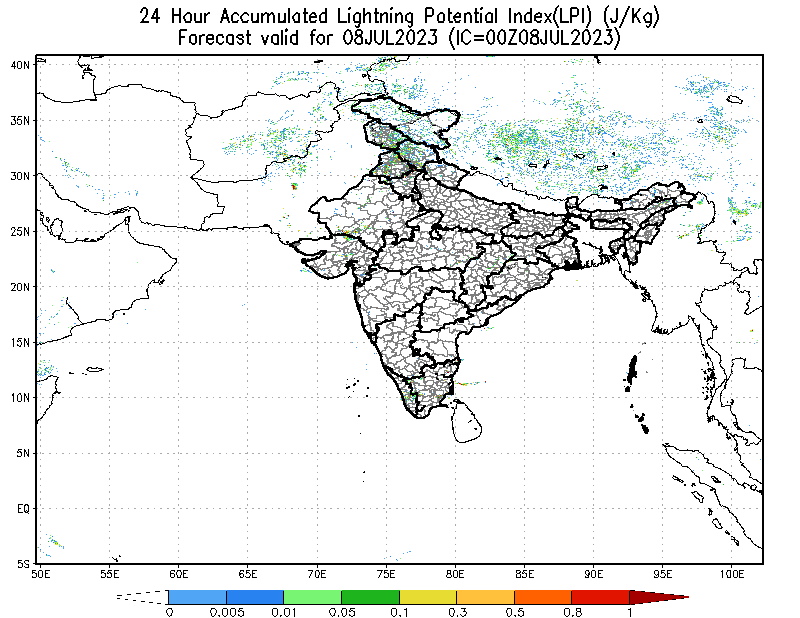 24 Hour Accumulated Lightning Potential Index(LPI) (J/Kg)
Forecast valid for 08JUL2023 (IC=00Z08JUL2023)
40N
35N
30N
25N
20N
15N
10N
5N
EQ
5S
50E 55E 60E 65E 70E 75E 80E 85E 90E 95E 100E
0 0.005 0.01 0.05 0.1 0.3 0.5 0.8 1